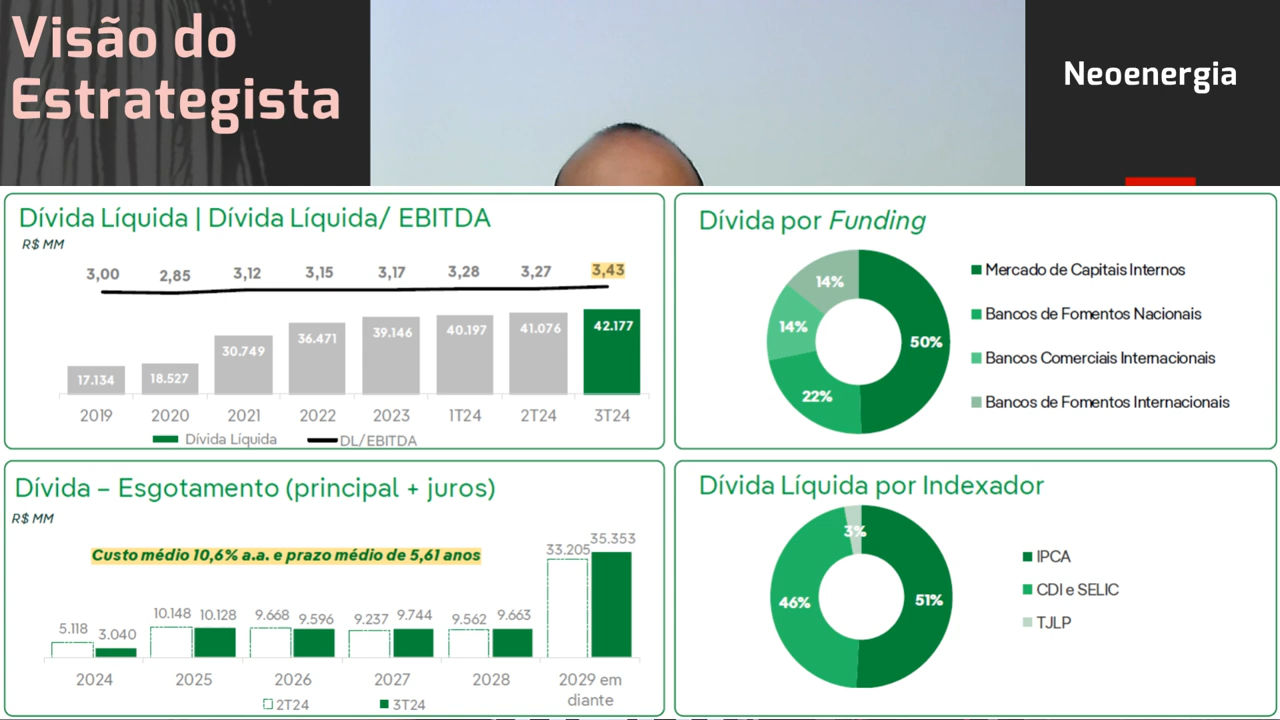 Visão do
Estrategista
Neoenergia
Dívida Líquida | Dívida Líquida/ EBITDA
R$ MM
3,00 2,85 3,12 3,15 3,17 3,28 3,27 3,43
17.134 18.527 30.749 36.471 39.146 40.197 41.076 42.177
2019 2020 2021 2022 2023 1T24 2T24 3T24
Dívida Líquida DL/EBITDA
Dívida por Funding
14%
14%
50%
22%
Mercado de Capitais Internos
Bancos de Fomentos Nacionais
Bancos Comerciais Internacionais
Bancos de Fomentos Internacionais
Dívida – Esgotamento (principal + juros)
R$ MM
Custo médio 10,6% a.a. e prazo médio de 5,61 anos
5.118 3.040 10.148 10.128 9.668 9.596 9.237 9.744 9.562 9.663 33.205 35.353
2024 2025 2026 2027 2028 2029 em
diante
2T24 3T24
Dívida Líquida por Indexador
3%
46%
51%
IPCA
CDI e SELIC
TJLP